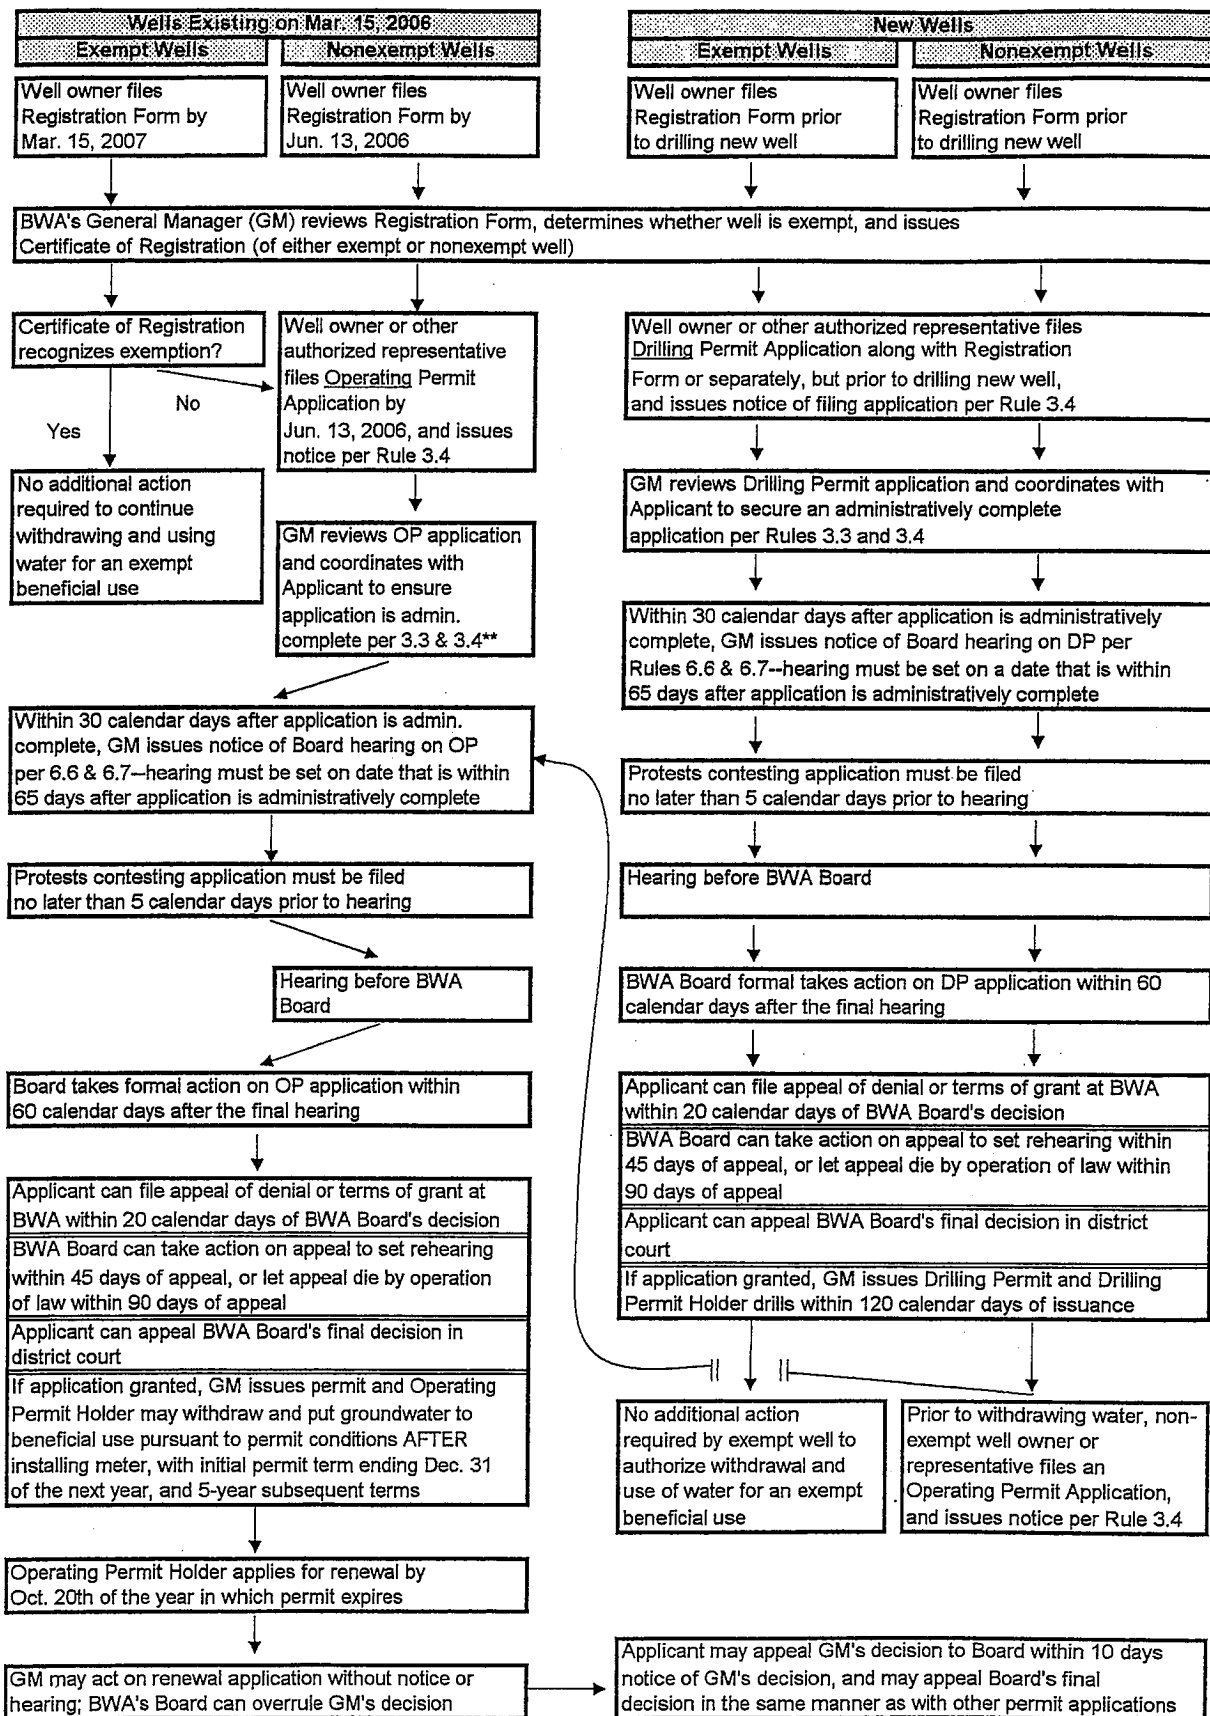 Wells Existing on Mar. 15, 2006
Exempt Wells
Nonexempt Wells
New Wells
Exempt Wells
Nonexempt Wells
Well owner files
Registration Form by
Mar. 15, 2007
Well owner files
Registration Form by
Jun. 13, 2006
Well owner files
Registration Form prior
to drilling new well
Well owner files
Registration Form prior
to drilling new well
BWA's General Manager (GM) reviews Registration Form, determines whether well is exempt, and issues
Certificate of Registration (of either exempt or nonexempt well)
Certificate of Registration
recognizes exemption?
No
Yes
No additional action
required to continue
withdrawing and using
water for an exempt
beneficial use
Well owner or other
authorized representative
files Operating Permit
Application by
Jun. 13, 2006, and issues
notice per Rule 3.4
GM reviews OP application
and coordinates with
Applicant to ensure
application is admin.
complete per 3.3 & 3.4**
Within 30 calendar days after application is admin.
complete, GM issues notice of Board hearing on OP
per 6.6 & 6.7--hearing must be set on date that is within
65 days after application is administratively complete
Protests contesting application must be filed
no later than 5 calendar days prior to hearing
Hearing before BWA
Board
Board takes formal action on OP application within
60 calendar days after the final hearing
Applicant can file appeal of denial or terms of grant at
BWA within 20 calendar days of BWA Board's decision
BWA Board can take action on appeal to set rehearing
within 45 days of appeal, or let appeal die by operation
of law within 90 days of appeal
Applicant can appeal BWA Board's final decision in
district court
If application granted, GM issues permit and Operating
Permit Holder may withdraw and put groundwater to
beneficial use pursuant to permit conditions AFTER
installing meter, with initial permit term ending Dec. 31
of the next year, and 5-year subsequent terms
Operating Permit Holder applies for renewal by
Oct. 20th of the year in which permit expires
GM may act on renewal application without notice or
hearing; BWA's Board can overrule GM's decision
Well owner or other authorized representative files
Drilling Permit Application along with Registration
Form or separately, but prior to drilling new well,
and issues notice of filing application per Rule 3.4
GM reviews Drilling Permit application and coordinates with
Applicant to secure an administratively complete
application per Rules 3.3 and 3.4
Within 30 calendar days after application is administratively
complete, GM issues notice of Board hearing on DP per
Rules 6.6 & 6.7--hearing must be set on a date that is within
65 days after application is administratively complete
Protests contesting application must be filed
no later than 5 calendar days prior to hearing
Hearing before BWA Board
BWA Board formal takes action on DP application within 60
calendar days after the final hearing
Applicant can file appeal of denial or terms of grant at BWA
within 20 calendar days of BWA Board's decision
BWA Board can take action on appeal to set rehearing within
45 days of appeal, or let appeal die by operation of law within
90 days of appeal
Applicant can appeal BWA Board's final decision in district
court
If application granted, GM issues Drilling Permit and Drilling
Permit Holder drills within 120 calendar days of issuance
No additional action
required by exempt well to
authorize withdrawal and
use of water for an exempt
beneficial use
Prior to withdrawing water, non-
exempt well owner or
representative files an
Operating Permit Application,
and issues notice per Rule 3.4
Applicant may appeal GM's decision to Board within 10 days
notice of GM's decision, and may appeal Board's final
decision in the same manner as with other permit applications